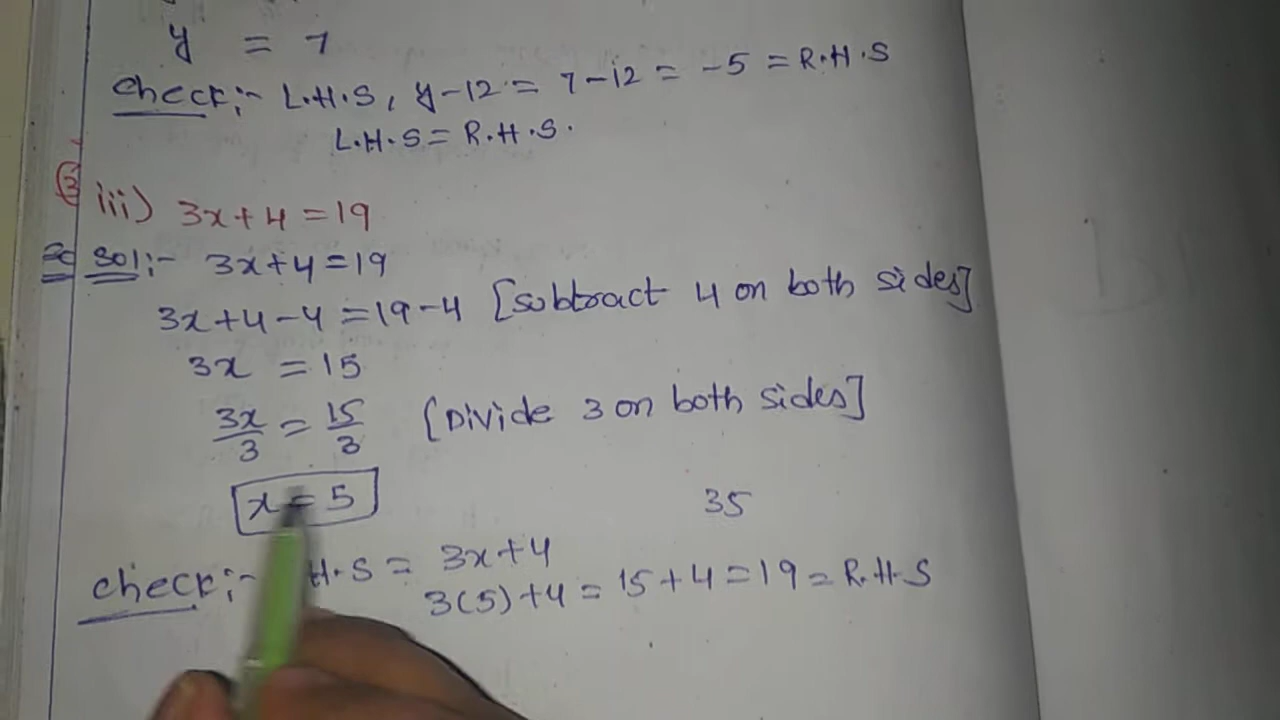 y = 7
Check:- L.H.S, y-12 = 7-12 = -5 = R.H.S
L.H.S = R.H.S.
3
iii) 3x+4=19
Sol:- 3x+4=19
3x+4-4=19-4 [Subtract 4 on both sides]
3x = 15
3x/3 = 15/3 [Divide 3 on both sides]
x = 5
35
Check:- H.S = 3x+4
3(5)+4 = 15+4=19=R.H.S